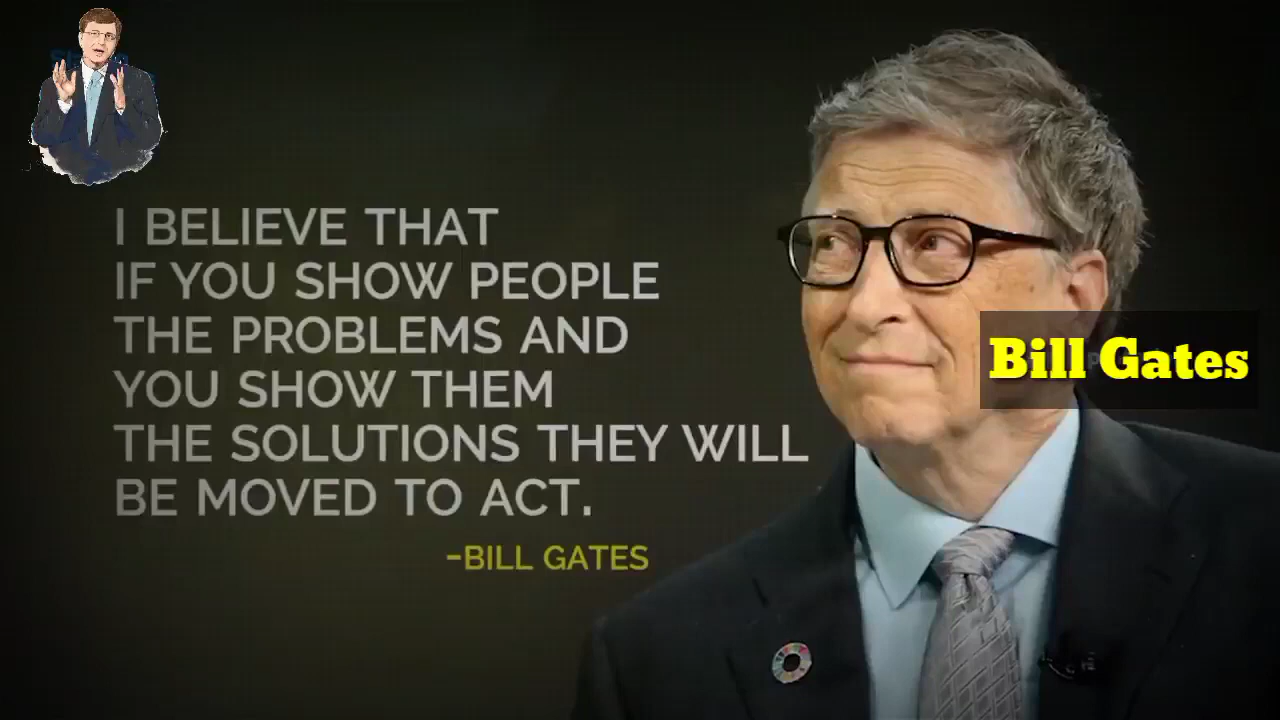 I BELIEVE THAT
IF YOU SHOW PEOPLE
THE PROBLEMS AND
YOU SHOW THEM
THE SOLUTIONS THEY WILL
BE MOVED TO ACT.
-BILL GATES
Bill Gates